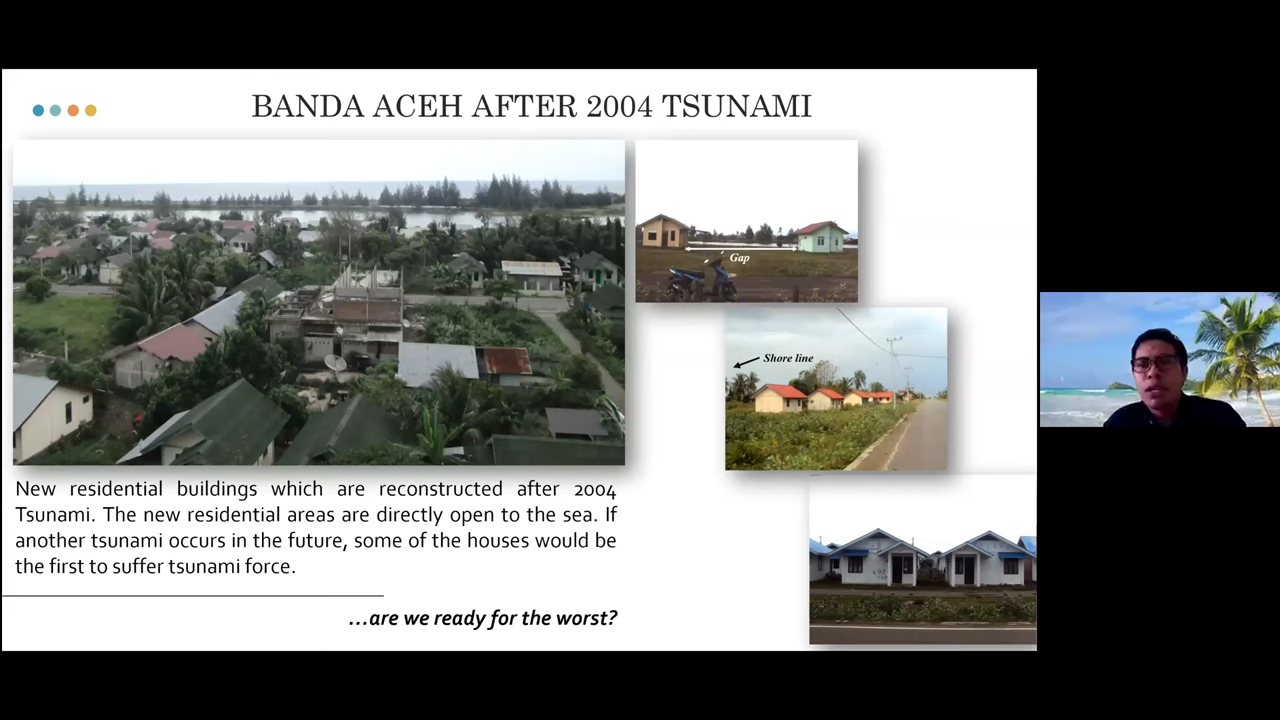 BANDA ACEH AFTER 2004 TSUNAMI
Gap
Shore line
New residential buildings which are reconstructed after 2004
Tsunami. The new residential areas are directly open to the sea. If
another tsunami occurs in the future, some of the houses would be
the first to suffer tsunami force.
...are we ready for the worst?